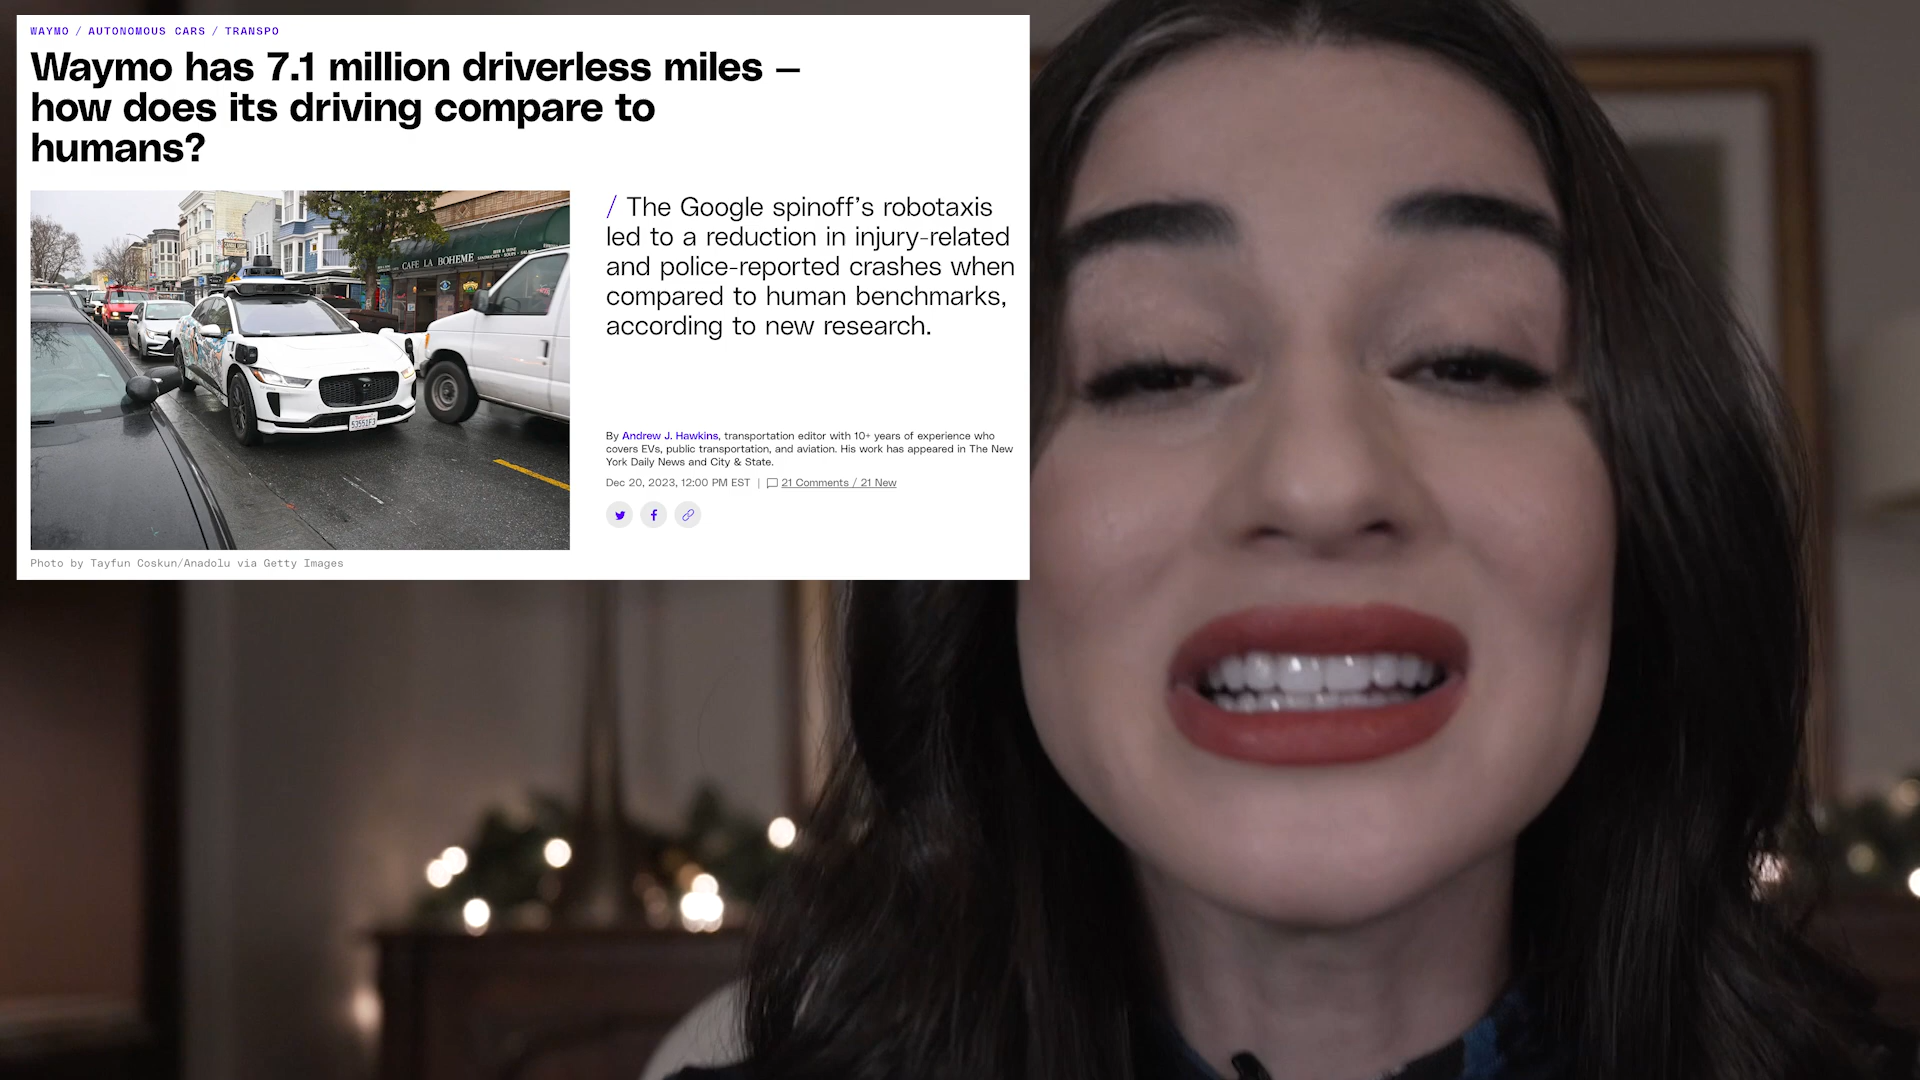 WAYMO / AUTONOMOUS CARS / TRANSPO
Waymo has 7.1 million driverless miles —
how does its driving compare to
humans?
/ The Google spinoff’s robotaxis
led to a reduction in injury-related
and police-reported crashes when
compared to human benchmarks,
according to new research.
CAFE LA BOHEME
By Andrew J. Hawkins, transportation editor with 10+ years of experience who
covers EVs, public transportation, and aviation. His work has appeared in The New
York Daily News and City & State.
Dec 20, 2023, 12:00 PM EST | 21 Comments / 21 New
Photo by Tayfun Coskun/Anadolu via Getty Images